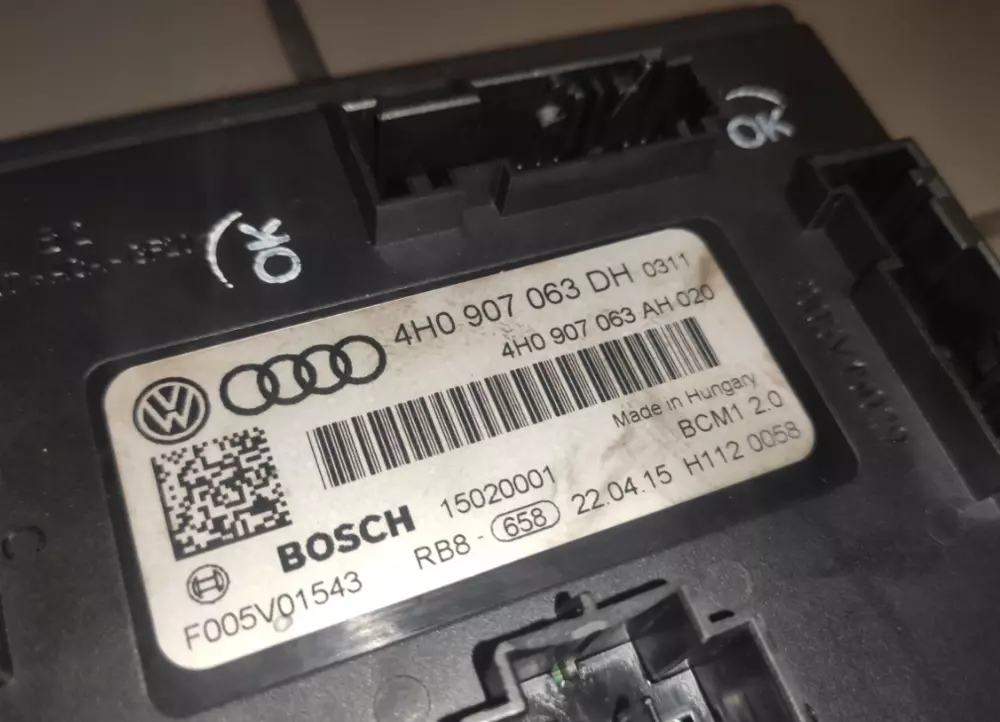 OK
OK
4H0 907 063 DH 0311
4H0 907 063 AH 020
Made in Hungary
BCM1 2.0
BOSCH 15020001
RB8 - 658 22.04.15 H112 0058
F005V01543